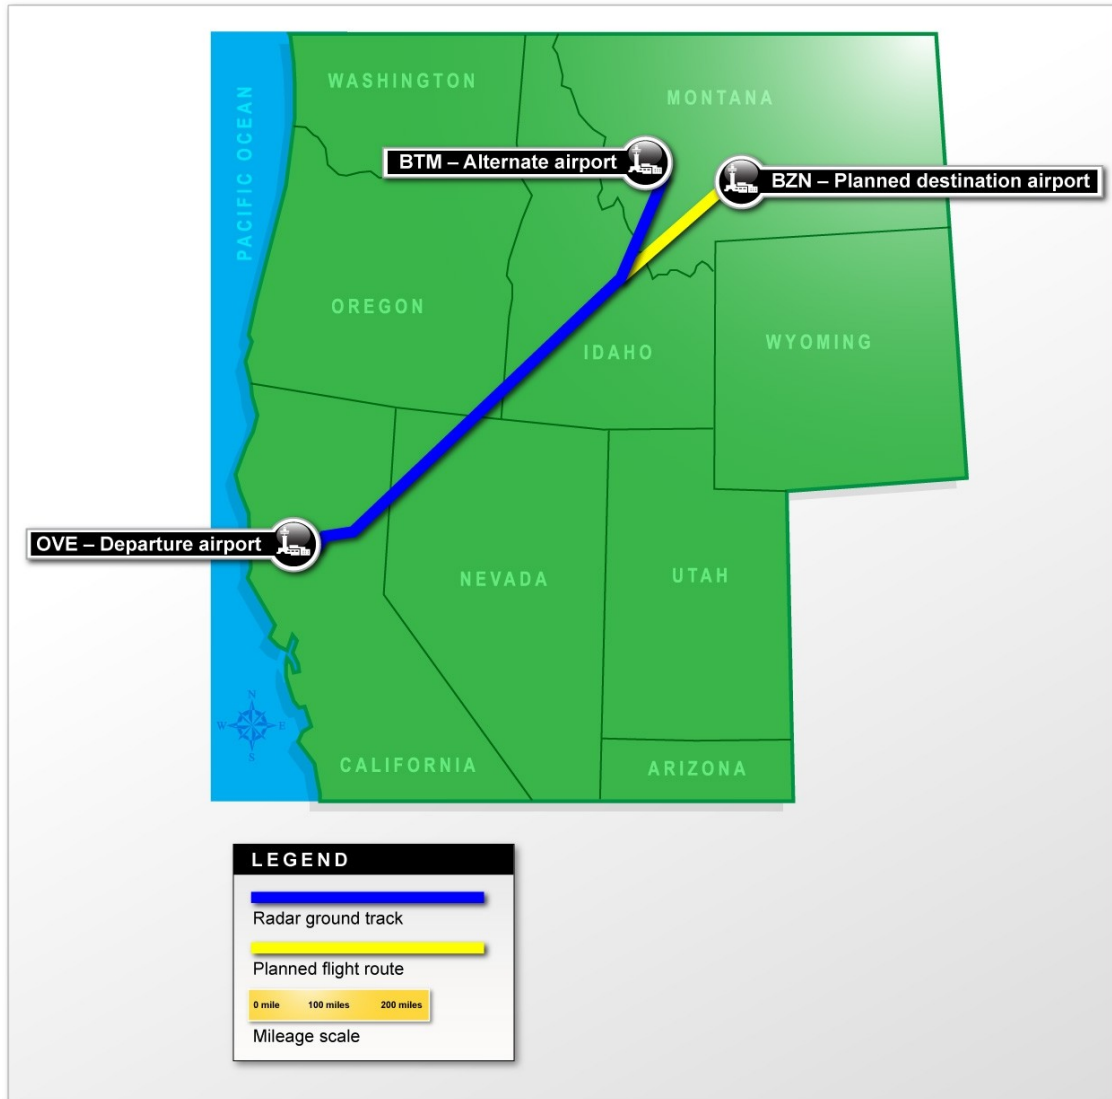 WASHINGTON
MONTANA
PACIFIC OCEAN
BTM – Alternate airport
BZN – Planned destination airport
OREGON
IDAHO
WYOMING
OVE – Departure airport
NEVADA
UTAH
N
W E
S
CALIFORNIA
ARIZONA
LEGEND
Radar ground track
Planned flight route
0 mile 100 miles 200 miles
Mileage scale